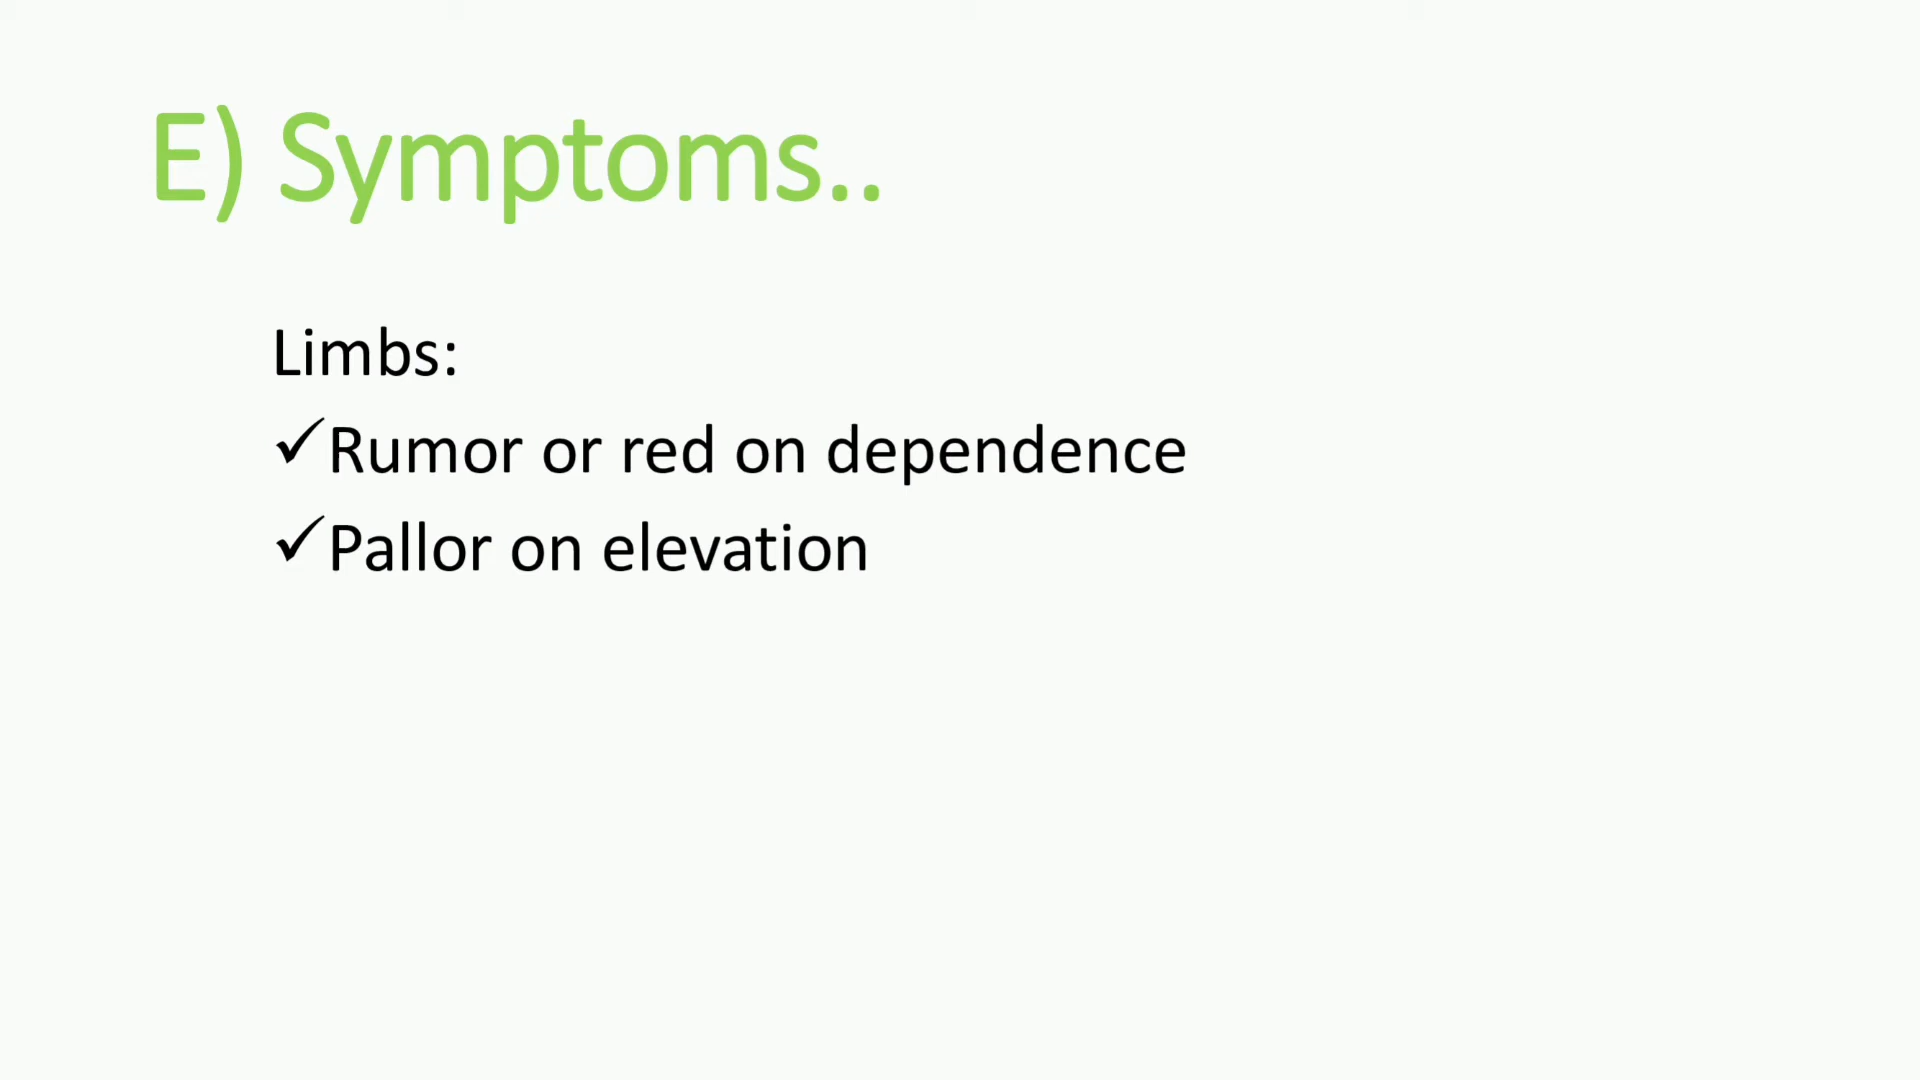 E) Symptoms..
Limbs:
✓Rumor or red on dependence
✓Pallor on elevation